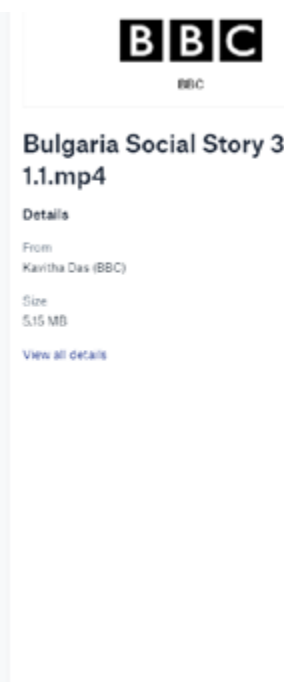 BBC
BBC
Bulgaria Social Story 3
1.1.mp4
Details
From
Kavitha Das (BBC)
Size
5.15 MB
View all details